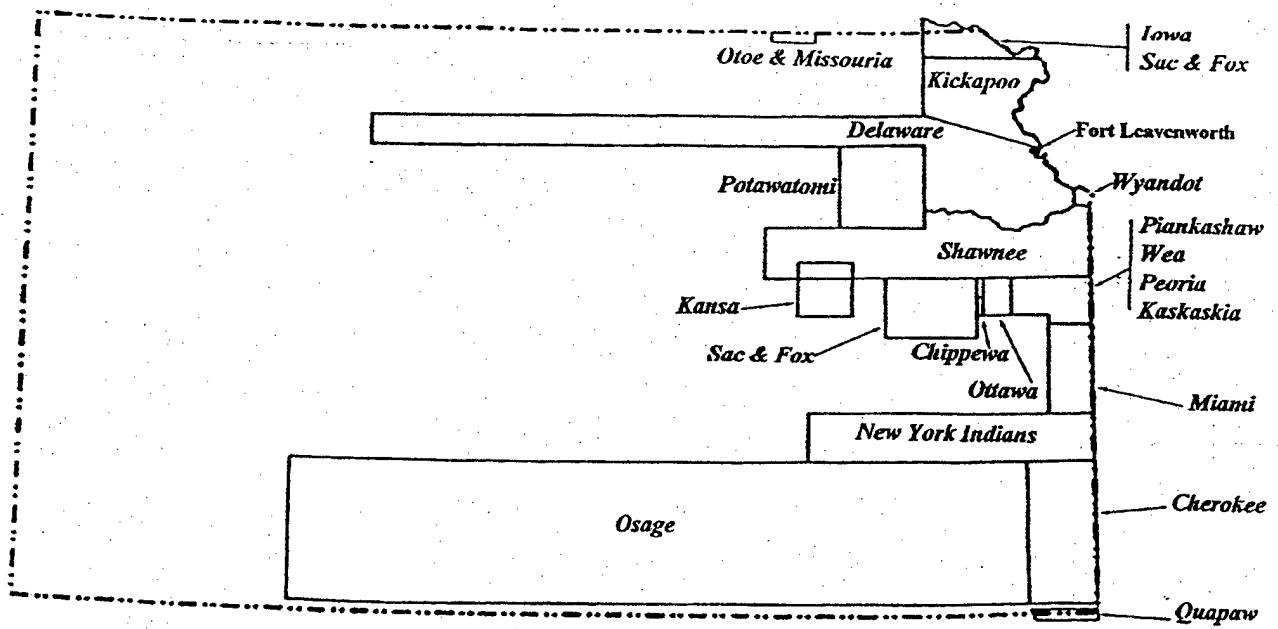 Iowa
Sac & Fox
Otoe & Missouria
Kickapoo
Delaware
Fort Leavenworth
Potawatomi
Wyandot
Piankashaw
Wea
Peoria
Kaskaskia
Shawnee
Kansa
Sac & Fox
Chippewa
Ottawa
Miami
New York Indians
Cherokee
Osage
Quapaw